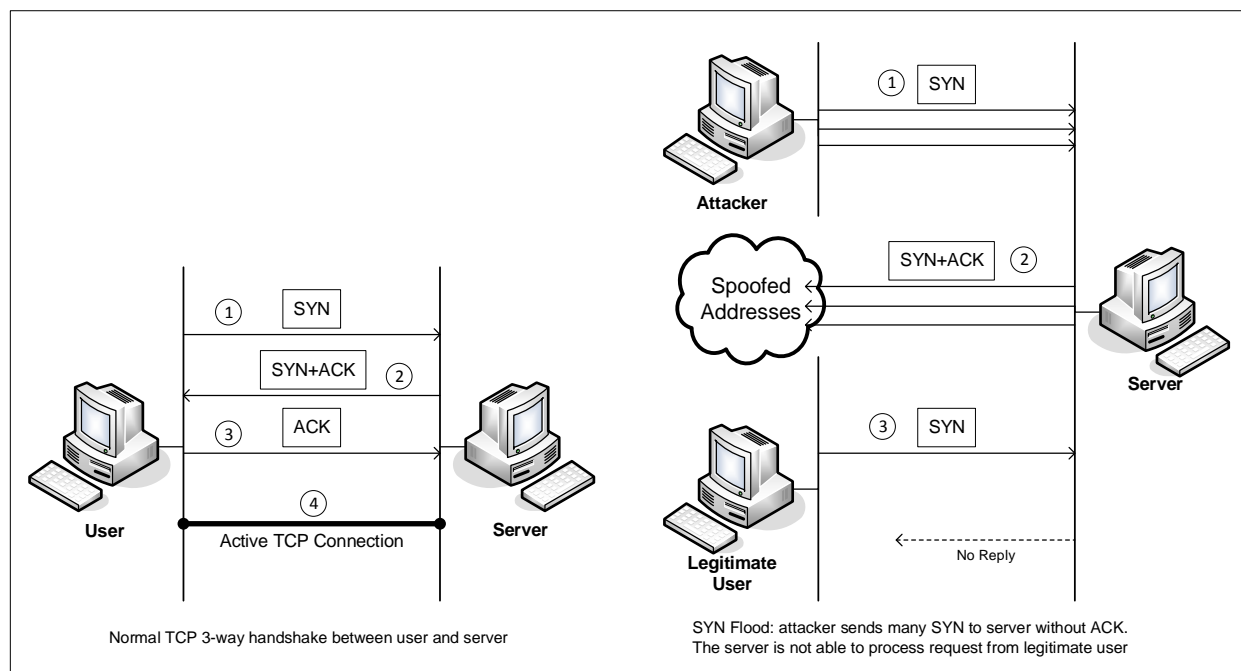 1 SYN
SYN+ACK 2
3 ACK
4
User
Server
Active TCP Connection
Normal TCP 3-way handshake between user and server
1 SYN
Attacker
SYN+ACK 2
Spoofed
Addresses
Server
3 SYN
Legitimate
User
No Reply
SYN Flood: attacker sends many SYN to server without ACK.
The server is not able to process request from legitimate user